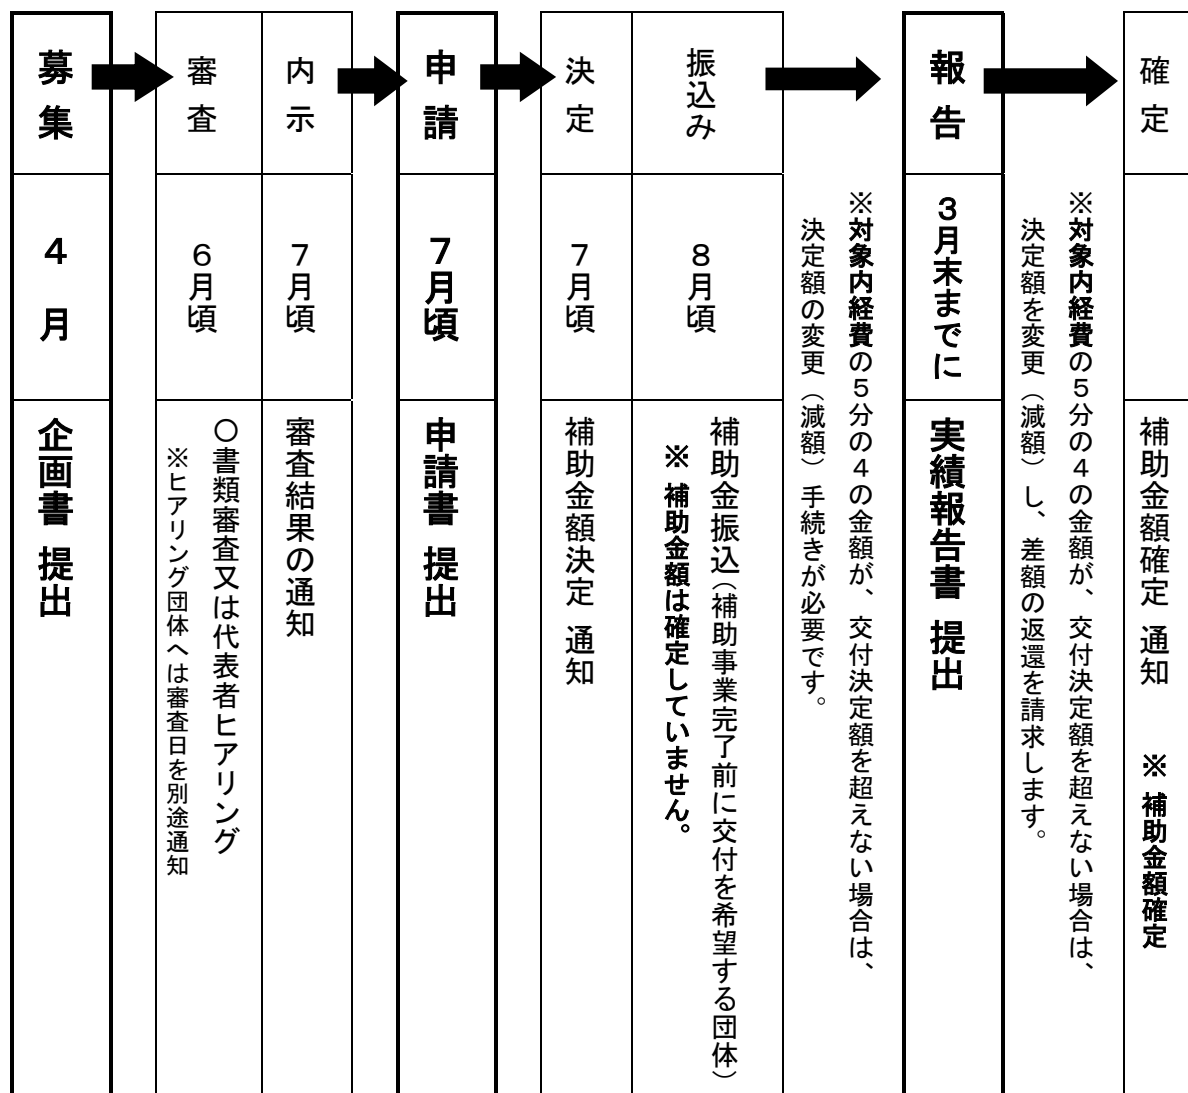 募集
４月
企画書 提出
審査
６月頃
〇書類審査又は代表者ヒアリング
※ヒアリング団体へは審査日を別途通知
内示
７月頃
審査結果の通知
申請
７月頃
申請書 提出
決定
７月頃
補助金額決定 通知
振込み
８月頃
補助金振込（補助事業完了前に交付を希望する団体）
※ 補助金額は確定していません。
※対象内経費の５分の４の金額が、交付決定額を超えない場合は、
決定額の変更（減額）手続きが必要です。
報告
３月末までに
実績報告書 提出
※対象内経費の５分の４の金額が、交付決定額を超えない場合は、
決定額を変更（減額）し、差額の返還を請求します。
確定
補助金額確定 通知　※ 補助金額確定